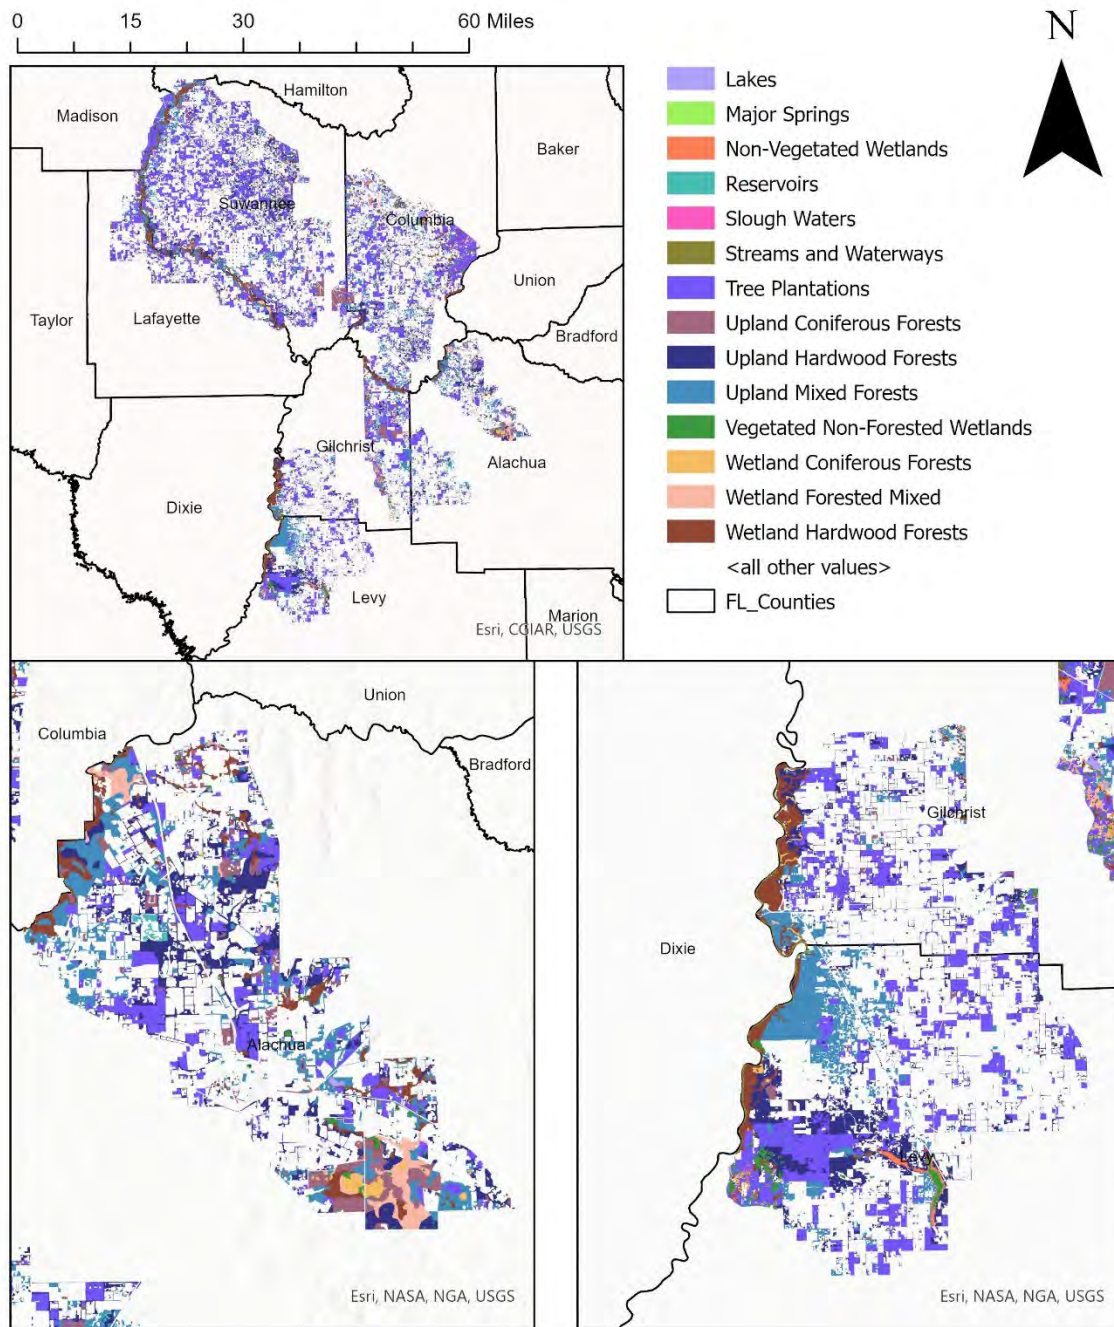 0 15 30 60 Miles
N
Hamilton
Madison
Baker
Suwannee
Columbia
Union
Taylor
Lafayette
Bradford
Gilchrist
Alachua
Dixie
Levy
Marion
Esri, CGIAR, USGS
Lakes
Major Springs
Non-Vegetated Wetlands
Reservoirs
Slough Waters
Streams and Waterways
Tree Plantations
Upland Coniferous Forests
Upland Hardwood Forests
Upland Mixed Forests
Vegetated Non-Forested Wetlands
Wetland Coniferous Forests
Wetland Forested Mixed
Wetland Hardwood Forests
<all other values>
FL_Counties
Union
Columbia
Bradford
Alachua
Esri, NASA, NGA, USGS
Gilchrist
Dixie
Levy
Esri, NASA, NGA, USGS